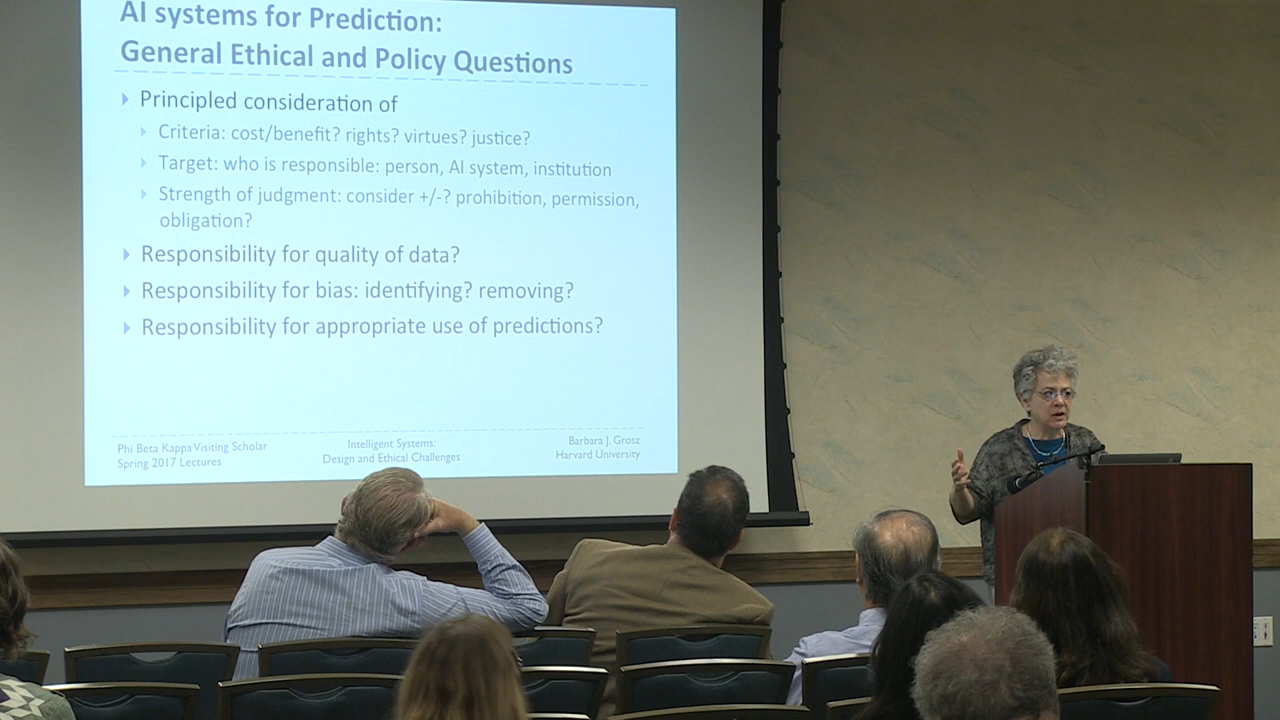 AI systems for Prediction:
General Ethical and Policy Questions
Principled consideration of
Criteria: cost/benefit? rights? virtues? justice?
Target: who is responsible: person, AI system, institution
Strength of judgment: consider +/-? prohibition, permission,
obligation?
Responsibility for quality of data?
Responsibility for bias: identifying? removing?
Responsibility for appropriate use of predictions?
Phi Beta Kappa Visiting Scholar
Spring 2017 Lectures
Intelligent Systems:
Design and Ethical Challenges
Barbara J. Grosz
Harvard University